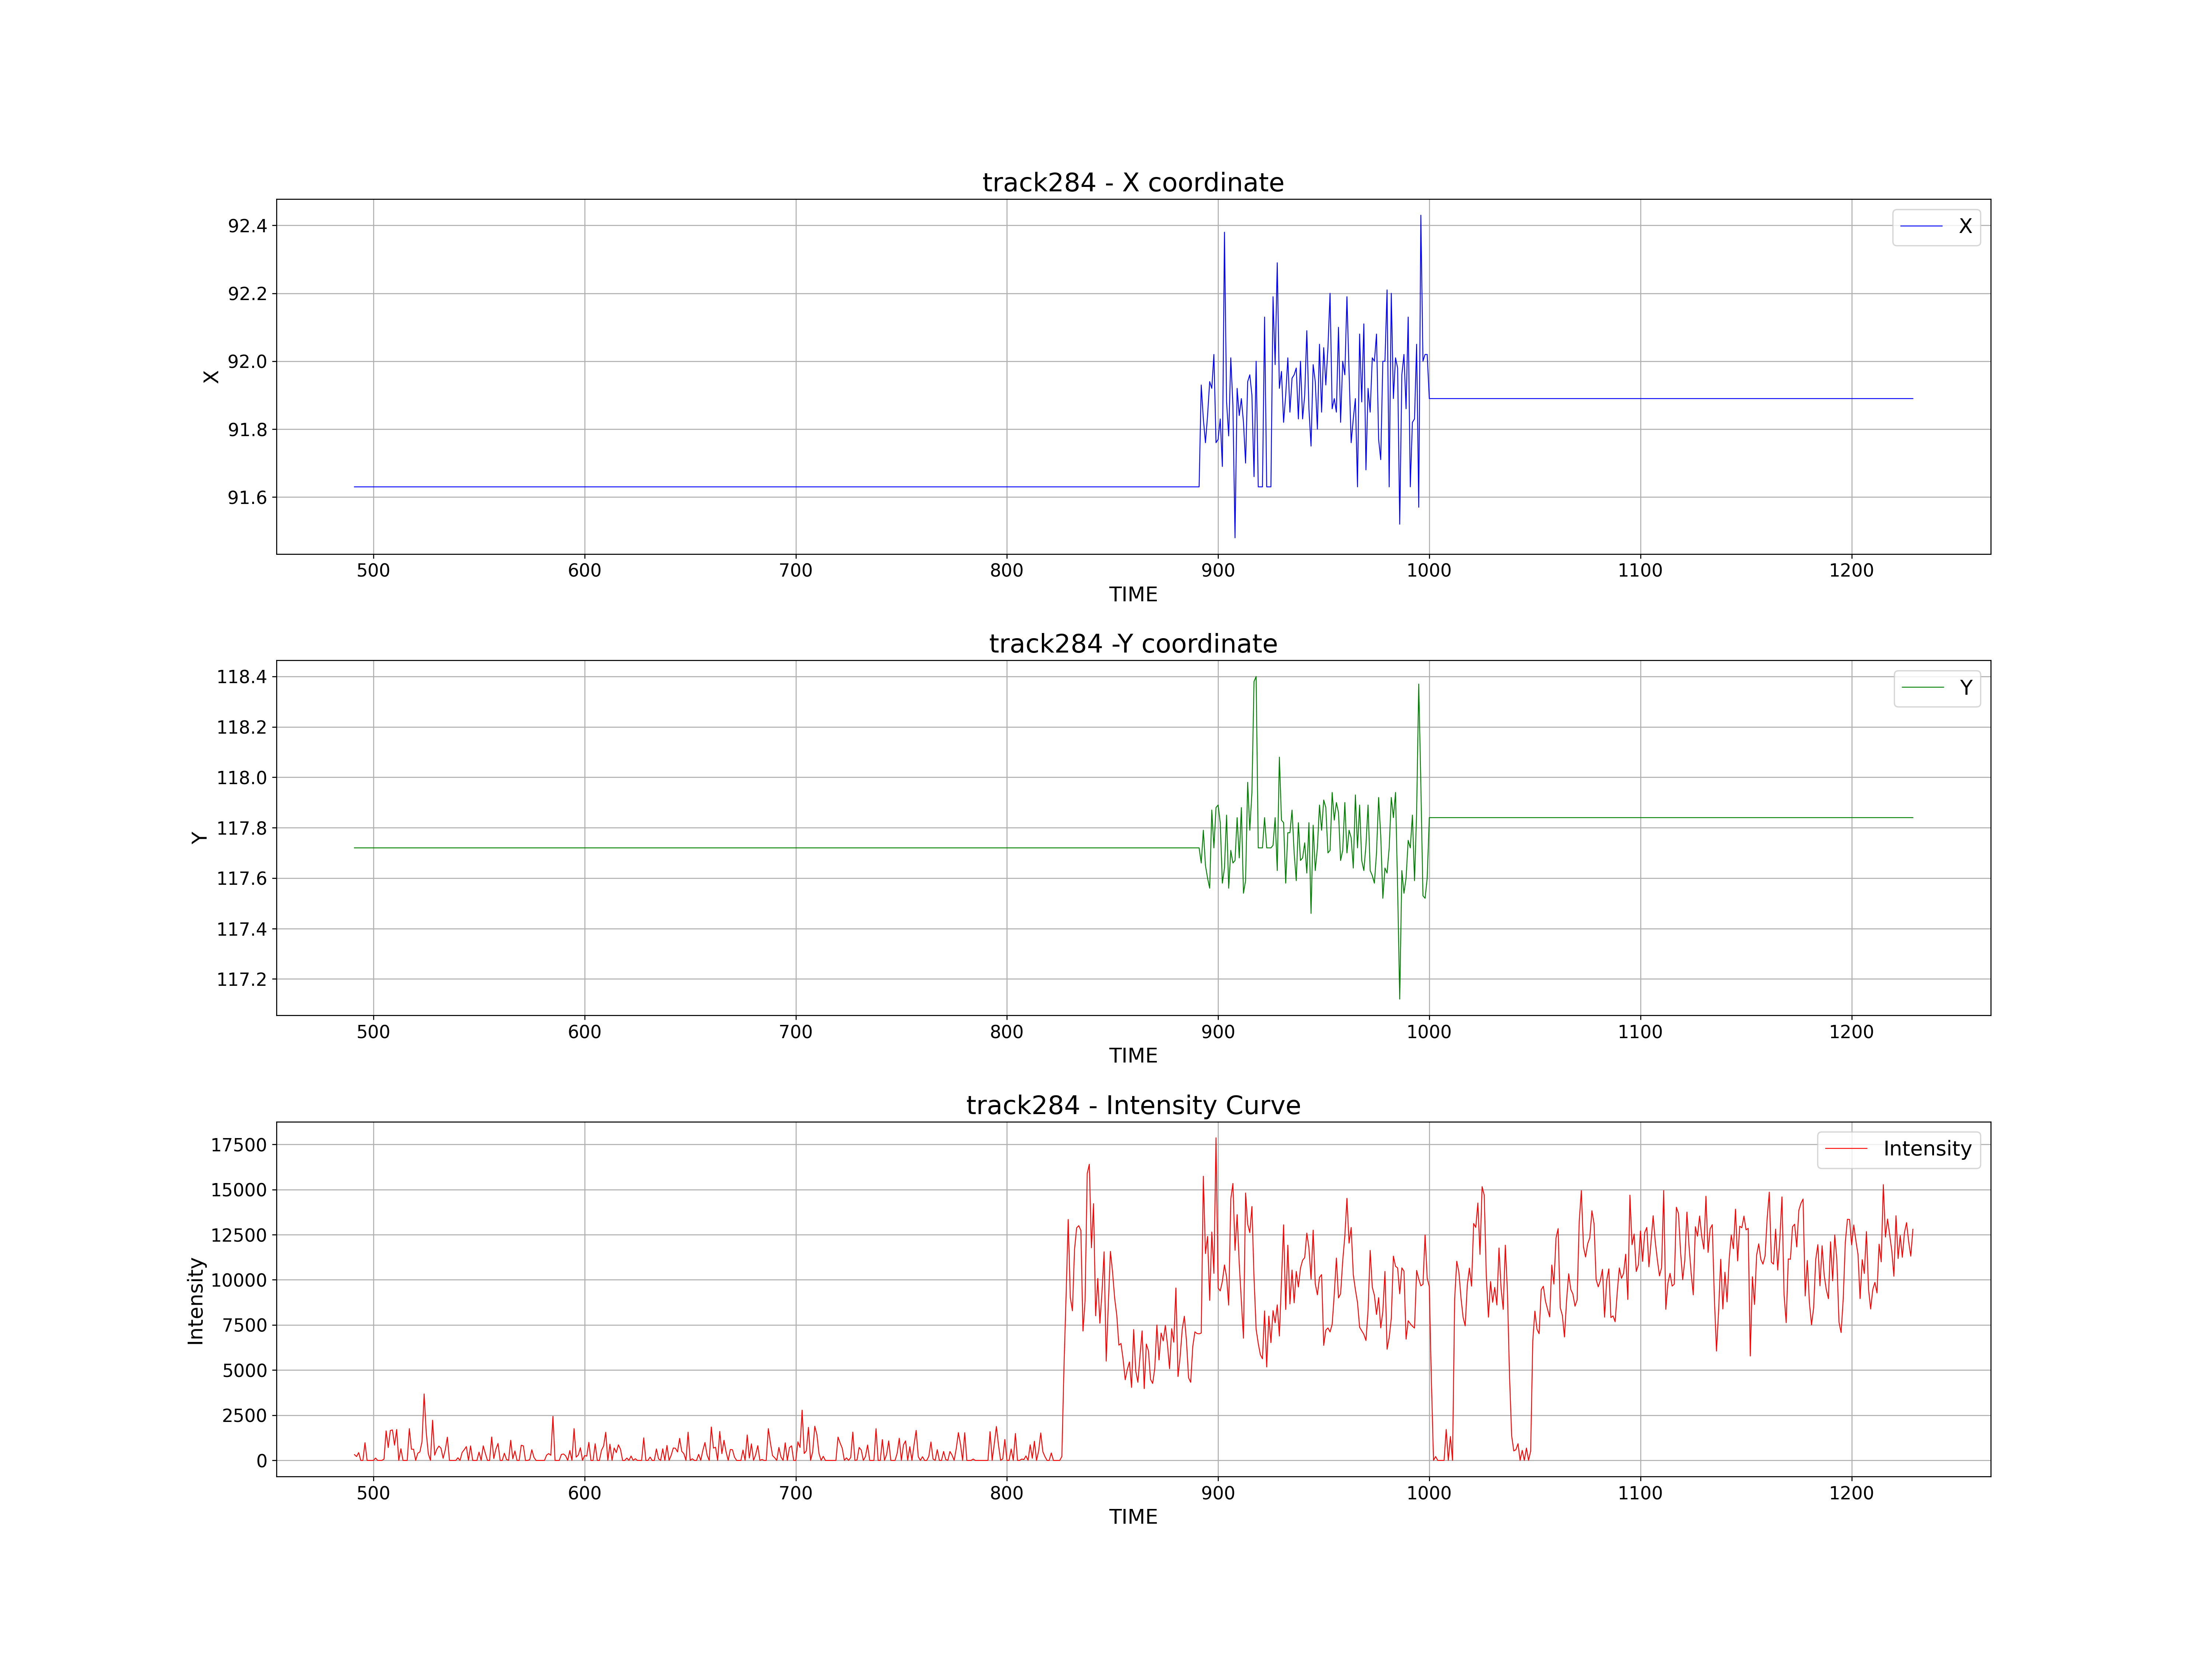 track284 - X coordinate
X
92.4
92.2
92.0
91.8
91.6
X
500 600 700 800 900 1000 1100 1200
TIME
track284 -Y coordinate
Y
118.4
118.2
118.0
117.8
117.6
117.4
117.2
Y
500 600 700 800 900 1000 1100 1200
TIME
track284 - Intensity Curve
Intensity
17500
15000
12500
10000
7500
5000
2500
0
Intensity
500 600 700 800 900 1000 1100 1200
TIME